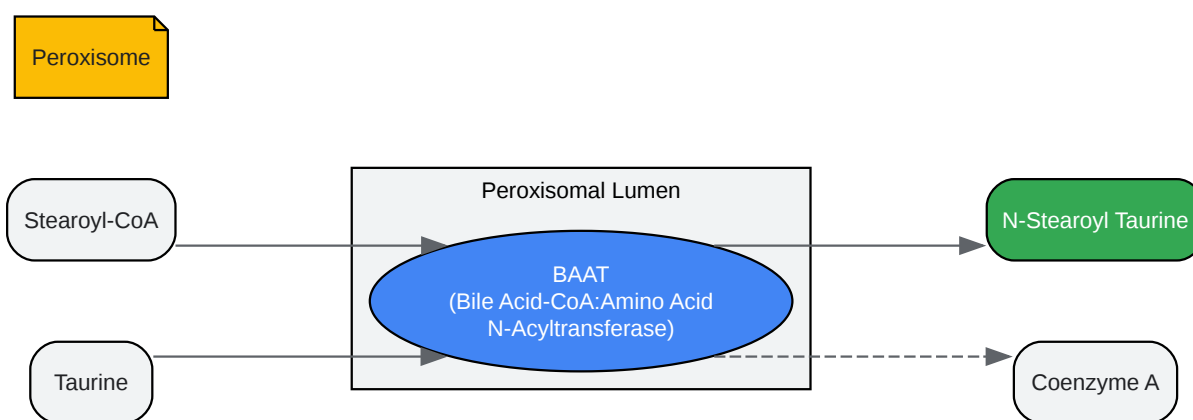 Peroxisome
Peroxisomal Lumen
Stearoyl-CoA
N-Stearoyl Taurine
BAAT
(Bile Acid-CoA:Amino Acid
N-Acyltransferase)
Taurine
Coenzyme A